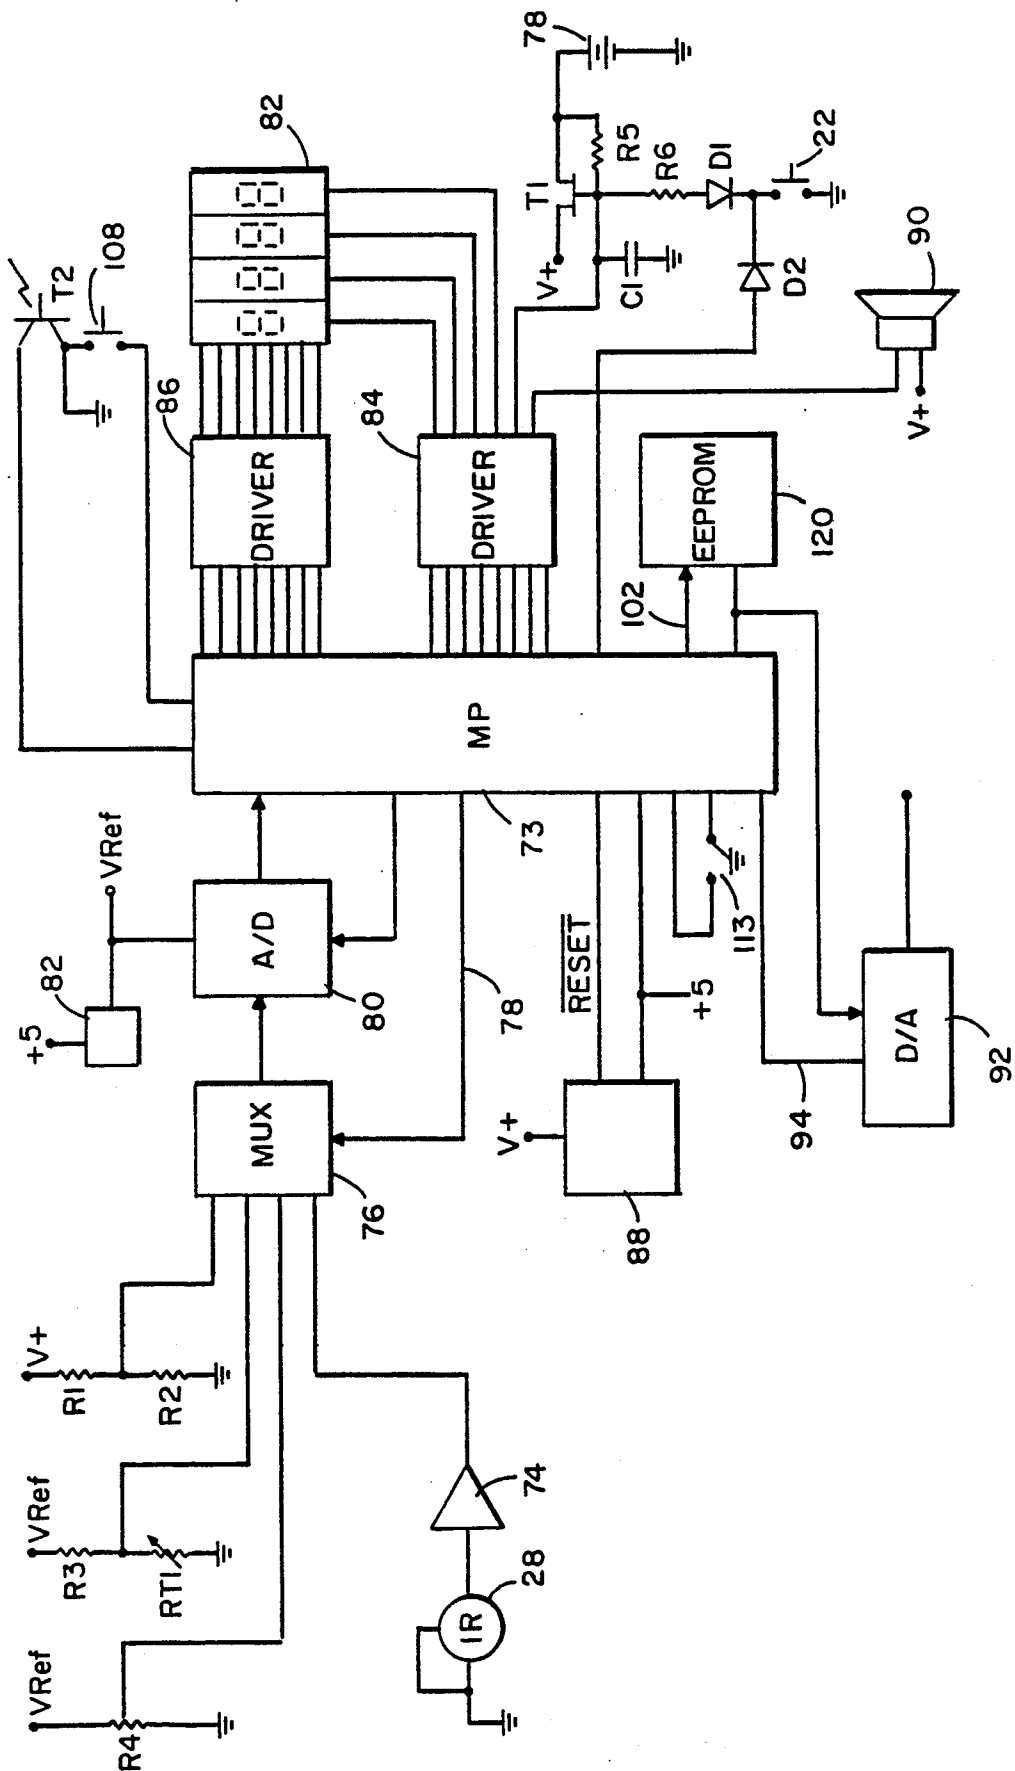 VRef
R4
VRef
R3
RT1
V+
R1
R2
IR
28
74
+5
82
VRef
MUX
76
A/D
80
78
V+
88
RESET
+5
113
94
D/A
92
MP
73
102
EEPROM
120
DRIVER
86
DRIVER
84
82
T2
108
V+
T1
78
R5
R6
D1
22
C1
D2
90
V+